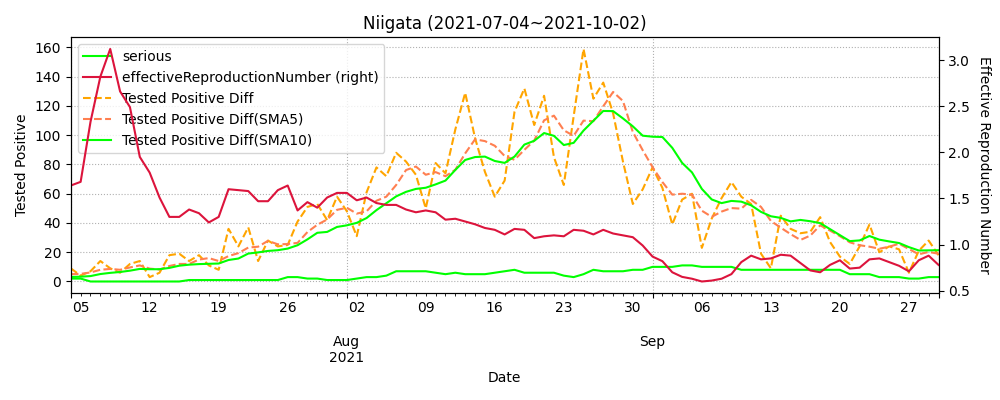 Niigata (2021-07-04~2021-10-02)
serious
effectiveReproductionNumber (right)
Tested Positive Diff
Tested Positive Diff(SMA5)
Tested Positive Diff(SMA10)
Tested Positive
160
140
120
100
80
60
40
20
0
3.0
2.5
2.0
1.5
1.0
0.5
Effective Reproduction Number
05 12 19 26 02 09 16 23 30 06 13 20 27
Aug Sep
2021
Date